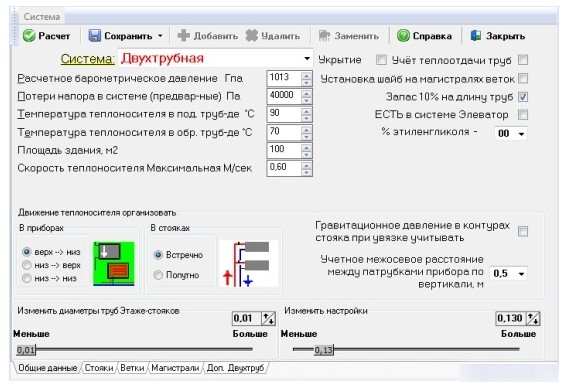 Система
Расчет Сохранить Добавить Удалить Заменить Справка Закрыть
Система: Двухтрубная
Укрытие Учёт теплоотдачи труб
Расчетное барометрическое давление Гпа 1013
Установка шайб на магистралях веток
Потери напора в системе (предвар-ные) Па 40000
Запас 10% на длину труб
Температура теплоносителя в под. труб-де °С 90
ЕСТЬ в системе Элеватор
Температура теплоносителя в обр. труб-де °С 70
% этиленгликоля - 00
Площадь здания, м2 100
Скорость теплоносителя Максимальная М/сек 0,60
Движение теплоносителя организовать
В приборах
верх --> низ
низ --> верх
низ --> низ
В стояках
Встречно
Попутно
Гравитационное давление в контурах
стояка при увязке учитывать
Учетное межосевое расстояние
между патрубками прибора по
вертикали, м 0,5
Изменить диаметры труб Этаже-стояков 0,01
Меньше Больше
0,01
Изменить настройки 0,130
Меньше Больше
0,13
Общие данные Стояки Ветки Магистрали Доп. Двухтруб